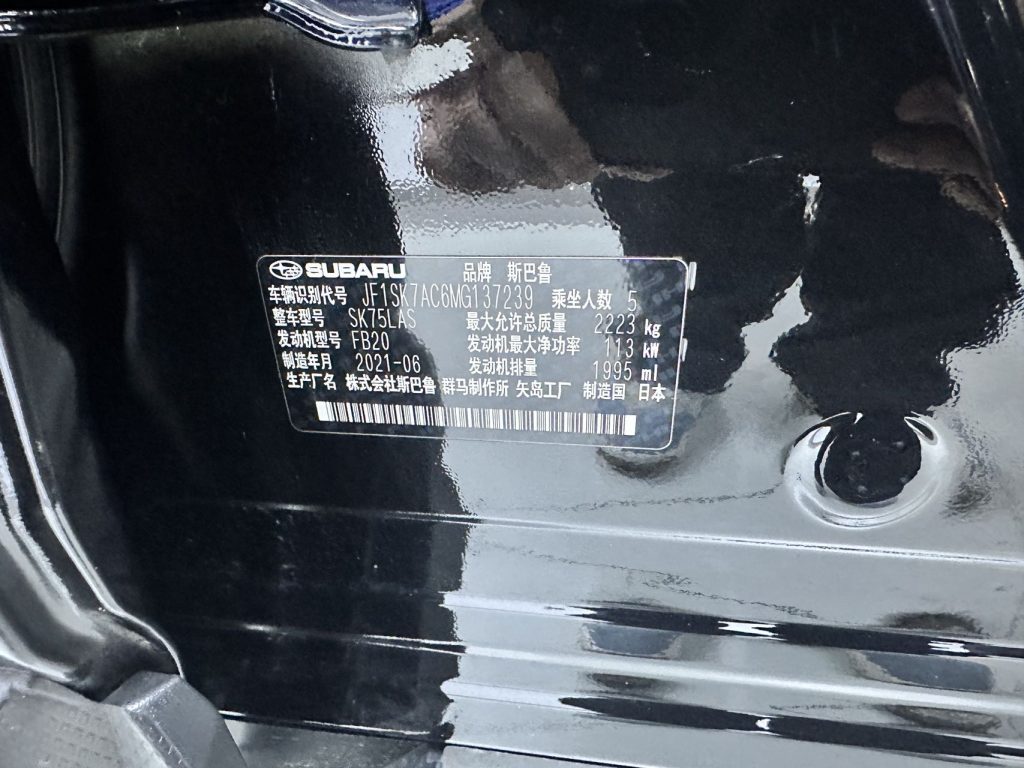 SUBARU 品牌 斯巴鲁
车辆识别代号 JF1SK7AC6MG137239 乘坐人数 5
整车型号 SK75LAS 最大允许总质量 2223 kg
发动机型号 FB20 发动机最大净功率 113 kW
制造年月 2021-06 发动机排量 1995 ml
生产厂名 株式会社斯巴鲁 群马制作所 矢岛工厂 制造国 日本